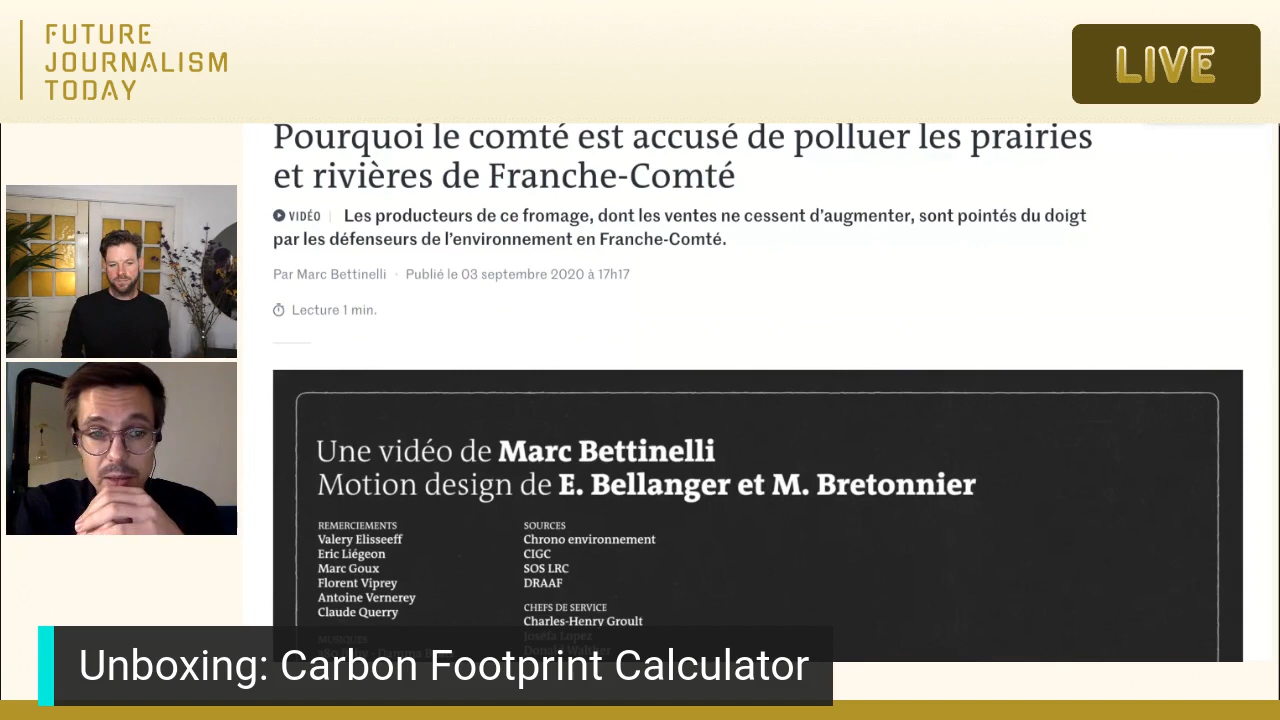 FUTURE
JOURNALISM
TODAY
LIVE
Pourquoi le comté est accusé de polluer les prairies
et rivières de Franche-Comté
VIDÉO Les producteurs de ce fromage, dont les ventes ne cessent d’augmenter, sont pointés du doigt
par les défenseurs de l’environnement en Franche-Comté.
Par Marc Bettinelli · Publié le 03 septembre 2020 à 17h17
Lecture 1 min.
Une vidéo de Marc Bettinelli
Motion design de E. Bellanger et M. Bretonnier
REMERCIEMENTS
Valery Elisseeff
Eric Liégeon
Marc Goux
Florent Viprey
Antoine Vernerey
Claude Querry
MUSIQUES
SOURCES
Chrono environnement
CIGC
SOS LRC
DRAAF
CHEFS DE SERVICE
Charles-Henry Groult
Joséfa Lopez
Donald Walther
Unboxing: Carbon Footprint Calculator